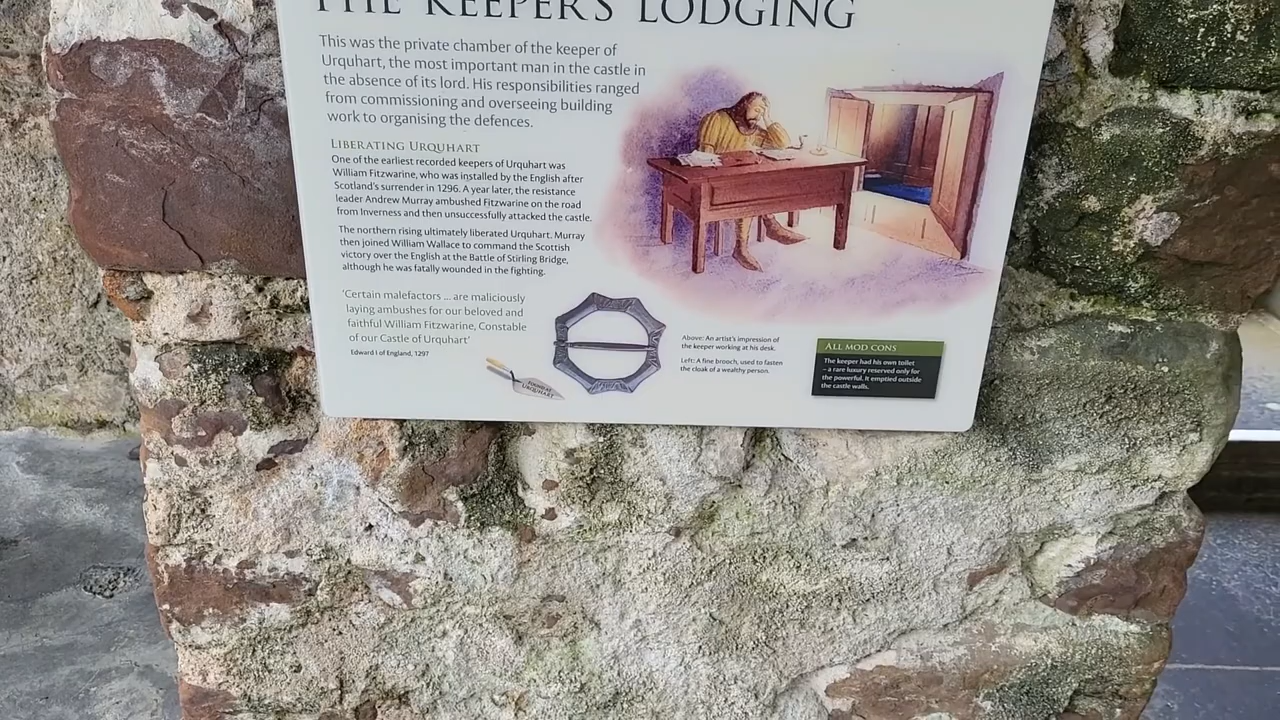 THE KEEPER'S LODGING
This was the private chamber of the keeper of
Urquhart, the most important man in the castle in
the absence of its lord. His responsibilities ranged
from commissioning and overseeing building
work to organising the defences.
LIBERATING URQUHART
One of the earliest recorded keepers of Urquhart was
William Fitzwarine, who was installed by the English after
Scotland's surrender in 1296. A year later, the resistance
leader Andrew Murray ambushed Fitzwarine on the road
from Inverness and then unsuccessfully attacked the castle.
The northern rising ultimately liberated Urquhart. Murray
then joined William Wallace to command the Scottish
victory over the English at the Battle of Stirling Bridge,
although he was fatally wounded in the fighting.
'Certain malefactors ... are maliciously
laying ambushes for our beloved and
faithful William Fitzwarine, Constable
of our Castle of Urquhart'
Edward I of England, 1297
FOUND AT
URQUHART
Above: An artist's impression of
the keeper working at his desk.
Left: A fine brooch, used to fasten
the cloak of a wealthy person.
ALL MOD CONS
The keeper had his own toilet
– a rare luxury reserved only for
the powerful. It emptied outside
the castle walls.